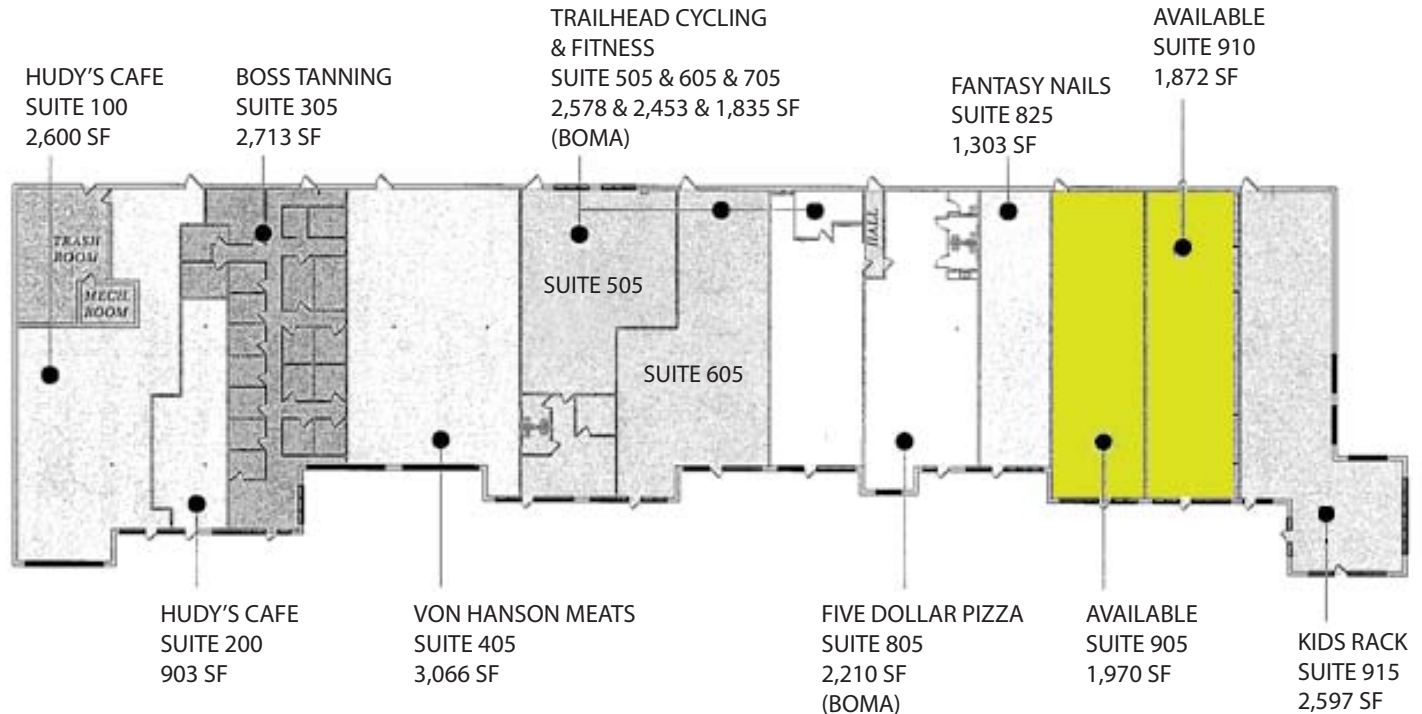 TRAILHEAD CYCLING
& FITNESS
SUITE 505 & 605 & 705
2,578 & 2,453 & 1,835 SF
(BOMA)
AVAILABLE
SUITE 910
1,872 SF
HUDY'S CAFE
SUITE 100
2,600 SF
BOSS TANNING
SUITE 305
2,713 SF
FANTASY NAILS
SUITE 825
1,303 SF
TRASH
ROOM
MECH.
ROOM
HALL
SUITE 505
SUITE 605
HUDY'S CAFE
SUITE 200
903 SF
VON HANSON MEATS
SUITE 405
3,066 SF
FIVE DOLLAR PIZZA
SUITE 805
2,210 SF
(BOMA)
AVAILABLE
SUITE 905
1,970 SF
KIDS RACK
SUITE 915
2,597 SF